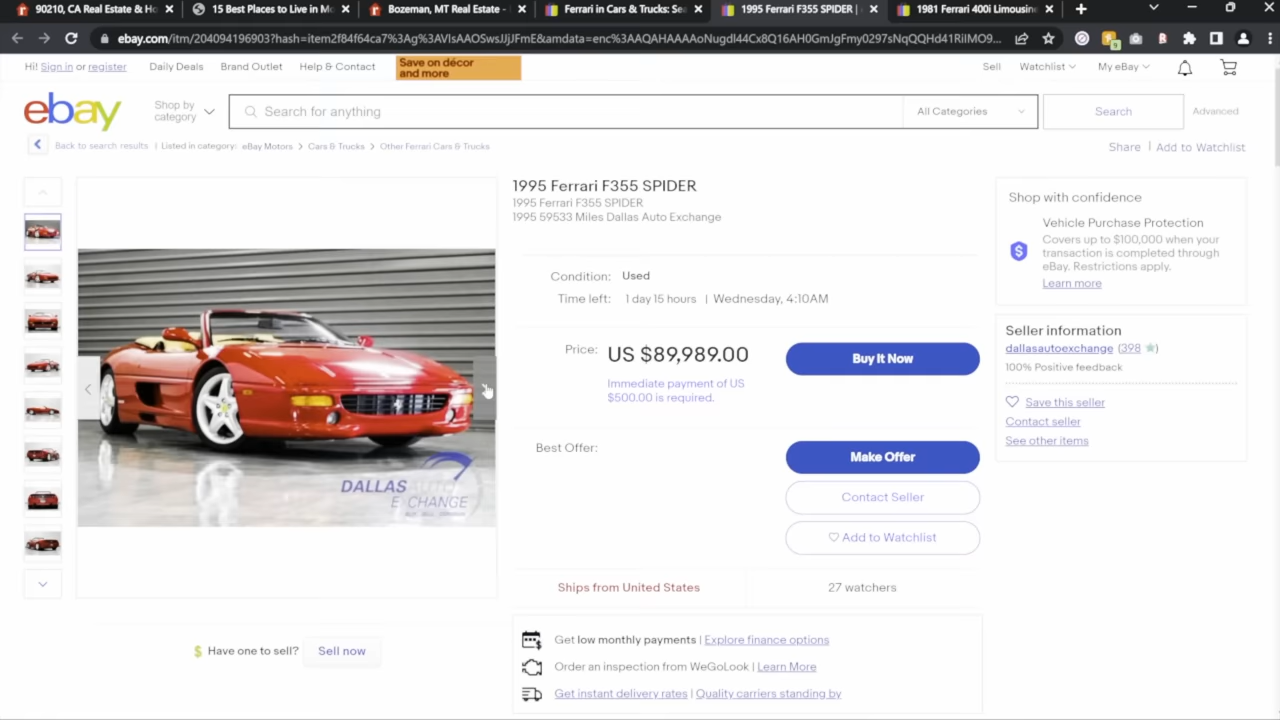 90210, CA Real Estate & Ho
15 Best Places to Live in Mo
Bozeman, MT Real Estate -
Ferrari in Cars & Trucks: Sea
1995 Ferrari F355 SPIDER |
1981 Ferrari 400i Limousine
ebay.com/itm/204094196903?hash=item2f84f64ca7%3Ag%3AVIsAAOSwsJJjJFmE&amdata=enc%3AAQAHAAAAoNugdl44Cx8Q16AH0GmJgFmy0297sNqQQHd41RiIMO9...
Hi! Sign in or register
Daily Deals
Brand Outlet
Help & Contact
Save on décor
and more
Sell
Watchlist
My eBay
ebay
Shop by
category
Search for anything
All Categories
Search
Advanced
Back to search results | Listed in category: eBay Motors > Cars & Trucks > Other Ferrari Cars & Trucks
Share | Add to Watchlist
1995 Ferrari F355 SPIDER
1995 Ferrari F355 SPIDER
1995 59533 Miles Dallas Auto Exchange
Condition: Used
Time left: 1 day 15 hours | Wednesday, 4:10AM
Price: US $89,989.00
Buy It Now
Immediate payment of US
$500.00 is required.
Best Offer:
Make Offer
Contact Seller
Add to Watchlist
Ships from United States
27 watchers
Get low monthly payments | Explore finance options
Order an inspection from WeGoLook | Learn More
Get instant delivery rates | Quality carriers standing by
Shop with confidence
Vehicle Purchase Protection
Covers up to $100,000 when your
transaction is completed through
eBay. Restrictions apply.
Learn more
Seller information
dallasautoexchange (398)
100% Positive feedback
Save this seller
Contact seller
See other items
DALLAS AUTO
EXCHANGE
Have one to sell? Sell now